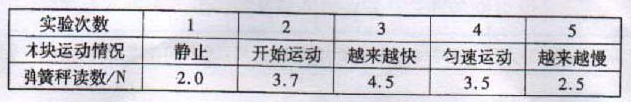 实验次数 1 2 3 4 5
木块运动情况 静止 开始运动 越来越快 匀速运动 越来越慢
弹簧秤读数/N 2.0 3.7 4.5 3.5 2.5